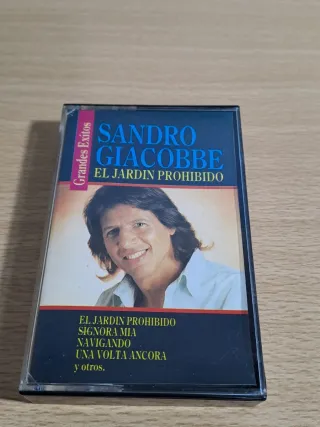 Grandes Exitos
SANDRO
GIACOBBE
EL JARDIN PROHIBIDO
EL JARDIN PROHIBIDO
SIGNORA MIA
NAVIGANDO
UNA VOLTA ANCORA
y otros.